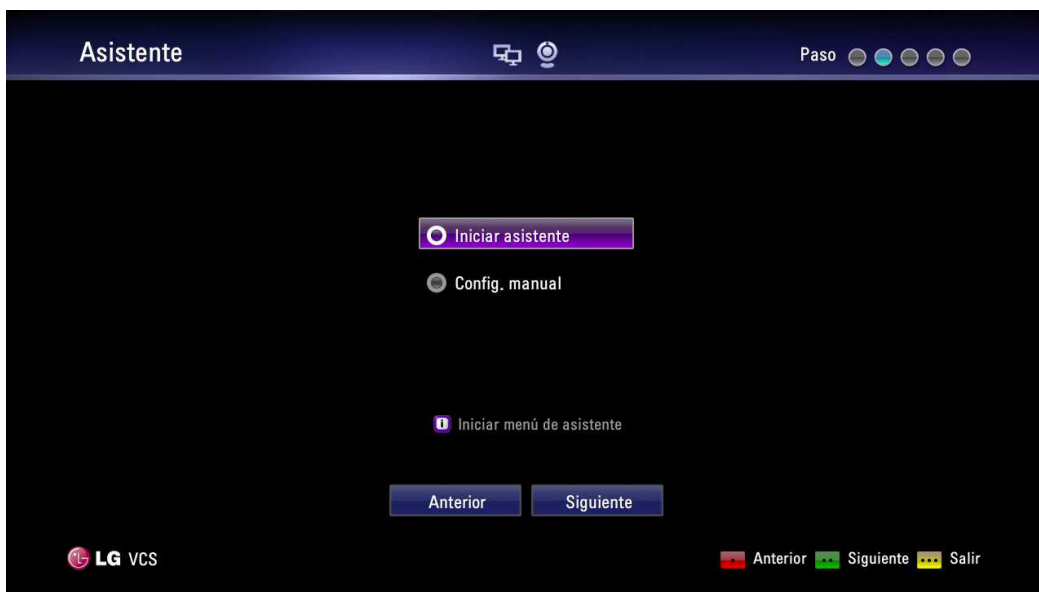 Asistente
Paso
Iniciar asistente
Config. manual
Iniciar menú de asistente
Anterior Siguiente
LG VCS
Anterior Siguiente Salir